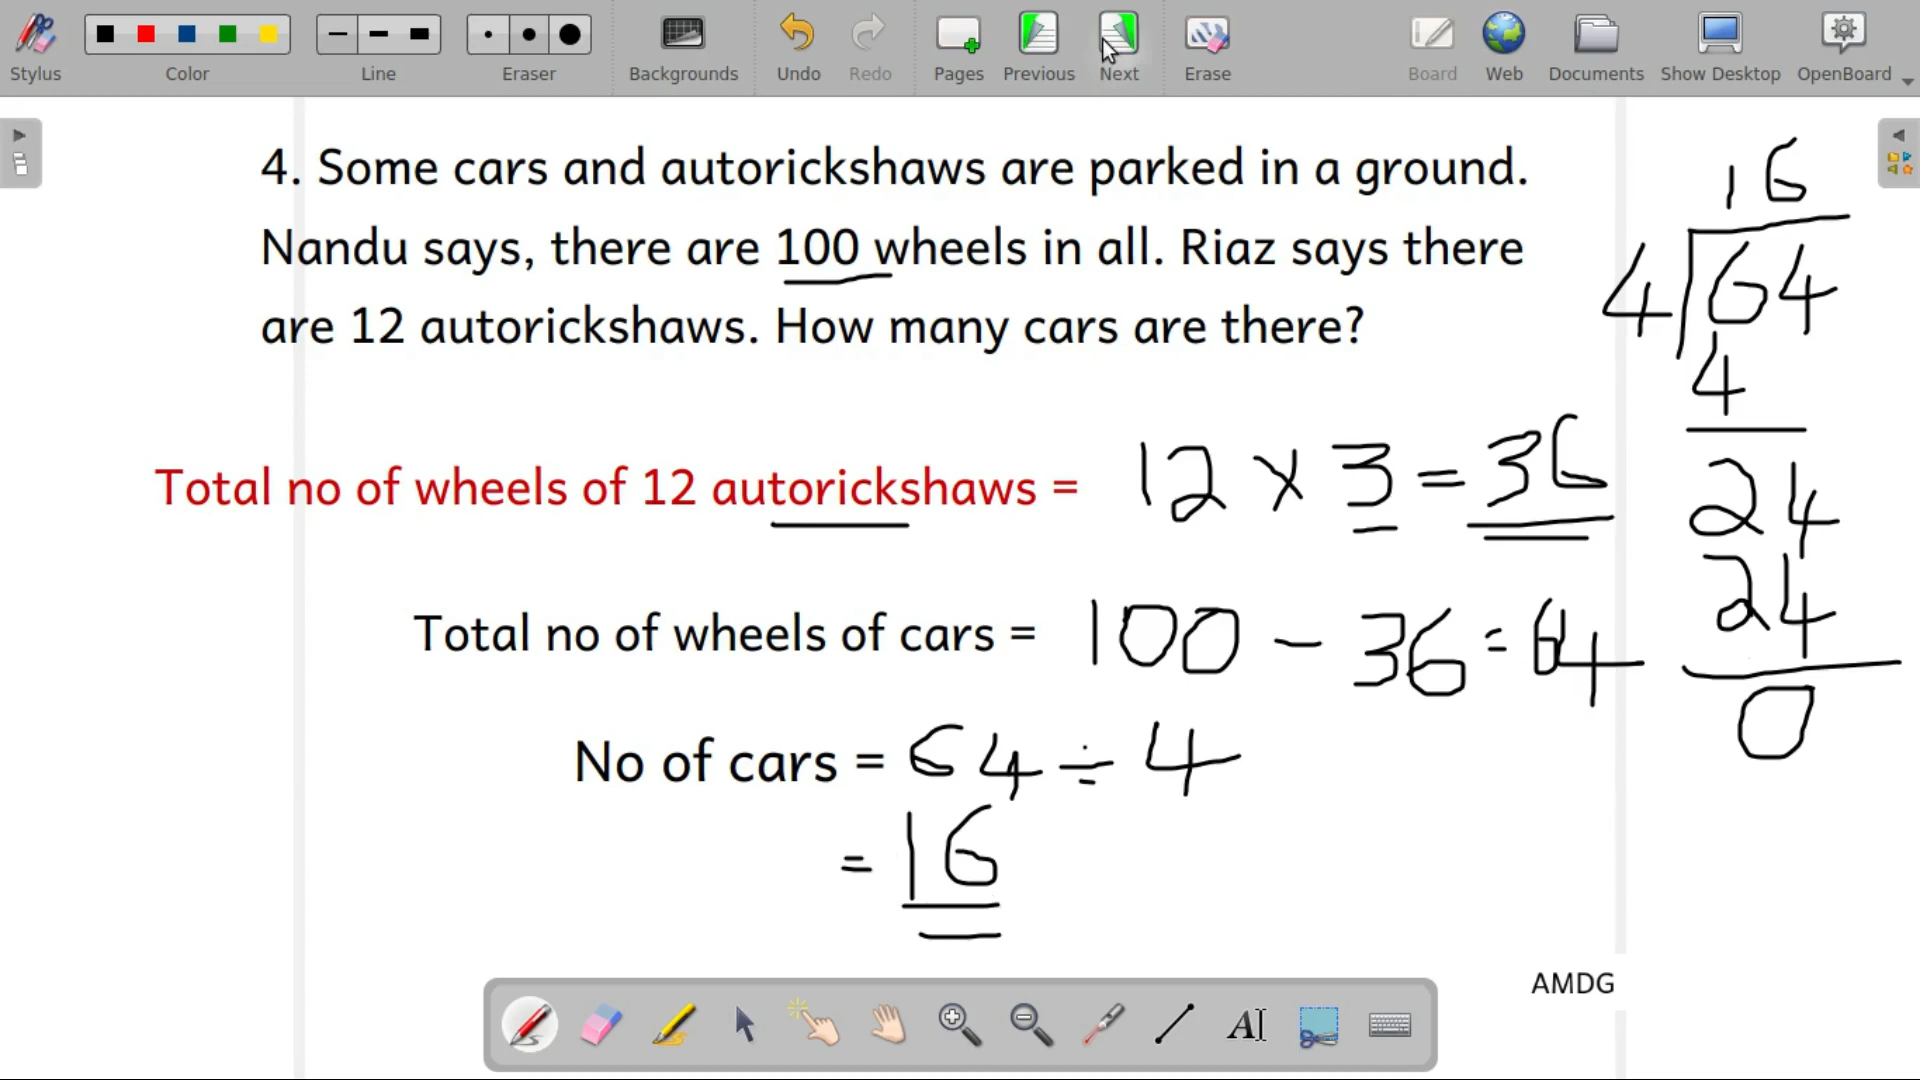 Stylus Color Line Eraser Backgrounds Undo Redo Pages Previous Next Erase Board Web Documents Show Desktop OpenBoard
4. Some cars and autorickshaws are parked in a ground.
Nandu says, there are 100 wheels in all. Riaz says there
are 12 autorickshaws. How many cars are there?
Total no of wheels of 12 autorickshaws = 12 × 3 = 36
Total no of wheels of cars = 100 - 36 = 64
No of cars = 64 ÷ 4
= 16
16
4 64
4
24
24
0
AMDG